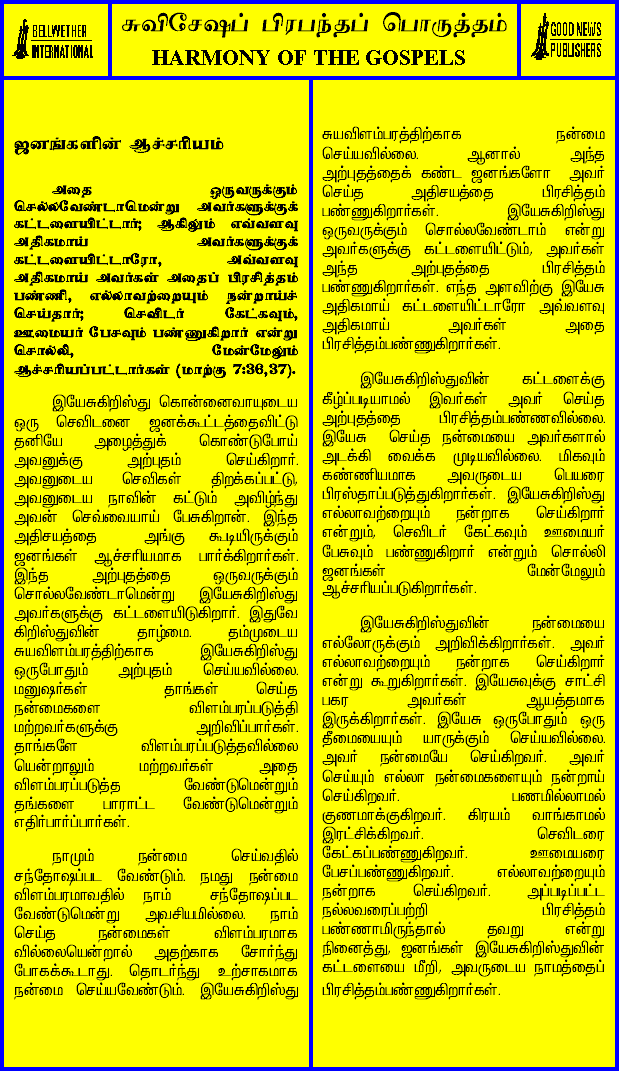 BELLWETHER
INTERNATIONAL
சுவிசேஷப் பிரபந்தப் பொருத்தம்
HARMONY OF THE GOSPELS
GOOD NEWS
PUBLISHERS
ஜனங்களின் ஆச்சரியம்
அதை ஒருவருக்கும்
சொல்லவேண்டாமென்று அவர்களுக்குக்
கட்டளையிட்டார்; ஆகிலும் எவ்வளவு
அதிகமாய் அவர்களுக்குக்
கட்டளையிட்டாரோ, அவ்வளவு
அதிகமாய் அவர்கள் அதைப் பிரசித்தம்
பண்ணி, எல்லாவற்றையும் நன்றாய்ச்
செய்தார்; செவிடர் கேட்கவும்,
ஊமையர் பேசவும் பண்ணுகிறார் என்று
சொல்லி, மேன்மேலும்
ஆச்சரியப்பட்டார்கள் (மாற்கு 7:36,37).
இயேசுகிறிஸ்து கொன்னைவாயுடைய
ஒரு செவிடனை ஜனக்கூட்டத்தைவிட்டு
தனியே அழைத்துக் கொண்டுபோய்
அவனுக்கு அற்புதம் செய்கிறார்.
அவனுடைய செவிகள் திறக்கப்பட்டு,
அவனுடைய நாவின் கட்டும் அவிழ்ந்து
அவன் செவ்வையாய் பேசுகிறான். இந்த
அதிசயத்தை அங்கு கூடியிருக்கும்
ஜனங்கள் ஆச்சரியமாக பார்க்கிறார்கள்.
இந்த அற்புதத்தை ஒருவருக்கும்
சொல்லவேண்டாமென்று இயேசுகிறிஸ்து
அவர்களுக்கு கட்டளையிடுகிறார். இதுவே
கிறிஸ்துவின் தாழ்மை. தம்முடைய
சுயவிளம்பரத்திற்காக இயேசுகிறிஸ்து
ஒருபோதும் அற்புதம் செய்யவில்லை.
மனுஷர்கள் தாங்கள் செய்த
நன்மைகளை விளம்பரப்படுத்தி
மற்றவர்களுக்கு அறிவிப்பார்கள்.
தாங்களே விளம்பரப்படுத்தவில்லை
யென்றாலும் மற்றவர்கள் அதை
விளம்பரப்படுத்த வேண்டுமென்றும்
தங்களை பாராட்ட வேண்டுமென்றும்
எதிர்பார்ப்பார்கள்.
நாமும் நன்மை செய்வதில்
சந்தோஷப்பட வேண்டும். நமது நன்மை
விளம்பரமாவதில் நாம் சந்தோஷப்பட
வேண்டுமென்று அவசியமில்லை. நாம்
செய்த நன்மைகள் விளம்பரமாக
வில்லையென்றால் அதற்காக சோர்ந்து
போகக்கூடாது. தொடர்ந்து உற்சாகமாக
நன்மை செய்யவேண்டும். இயேசுகிறிஸ்து
சுயவிளம்பரத்திற்காக நன்மை
செய்யவில்லை. ஆனால் அந்த
அற்புதத்தைக் கண்ட ஜனங்களோ அவர்
செய்த அதிசயத்தை பிரசித்தம்
பண்ணுகிறார்கள். இயேசுகிறிஸ்து
ஒருவருக்கும் சொல்லவேண்டாம் என்று
அவர்களுக்கு கட்டளையிட்டும், அவர்கள்
அந்த அற்புதத்தை பிரசித்தம்
பண்ணுகிறார்கள். எந்த அளவிற்கு இயேசு
அதிகமாய் கட்டளையிட்டாரோ அவ்வளவு
அதிகமாய் அவர்கள் அதை
பிரசித்தம்பண்ணுகிறார்கள்.
இயேசுகிறிஸ்துவின் கட்டளைக்கு
கீழ்ப்படியாமல் இவர்கள் அவர் செய்த
அற்புதத்தை பிரசித்தம்பண்ணவில்லை.
இயேசு செய்த நன்மையை அவர்களால்
அடக்கி வைக்க முடியவில்லை. மிகவும்
கண்ணியமாக அவருடைய பெயரை
பிரஸ்தாபப்படுத்துகிறார்கள். இயேசுகிறிஸ்து
எல்லாவற்றையும் நன்றாக செய்கிறார்
என்றும், செவிடர் கேட்கவும் ஊமையர்
பேசவும் பண்ணுகிறார் என்றும் சொல்லி
ஜனங்கள் மேன்மேலும்
ஆச்சரியப்படுகிறார்கள்.
இயேசுகிறிஸ்துவின் நன்மையை
எல்லோருக்கும் அறிவிக்கிறார்கள். அவர்
எல்லாவற்றையும் நன்றாக செய்கிறார்
என்று கூறுகிறார்கள். இயேசுவுக்கு சாட்சி
பகர அவர்கள் ஆயத்தமாக
இருக்கிறார்கள். இயேசு ஒருபோதும் ஒரு
தீமையையும் யாருக்கும் செய்யவில்லை.
அவர் நன்மையே செய்கிறவர். அவர்
செய்யும் எல்லா நன்மைகளையும் நன்றாய்
செய்கிறவர். பணமில்லாமல்
குணமாக்குகிறவர். கிரயம் வாங்காமல்
இரட்சிக்கிறவர். செவிடரை
கேட்கப்பண்ணுகிறவர். ஊமையரை
பேசப்பண்ணுகிறவர். எல்லாவற்றையும்
நன்றாக செய்கிறவர். அப்படிப்பட்ட
நல்லவரைப்பற்றி பிரசித்தம்
பண்ணாமிருந்தால் தவறு என்று
நினைத்து, ஜனங்கள் இயேசுகிறிஸ்துவின்
கட்டளையை மீறி, அவருடைய நாமத்தைப்
பிரசித்தம்பண்ணுகிறார்கள்.